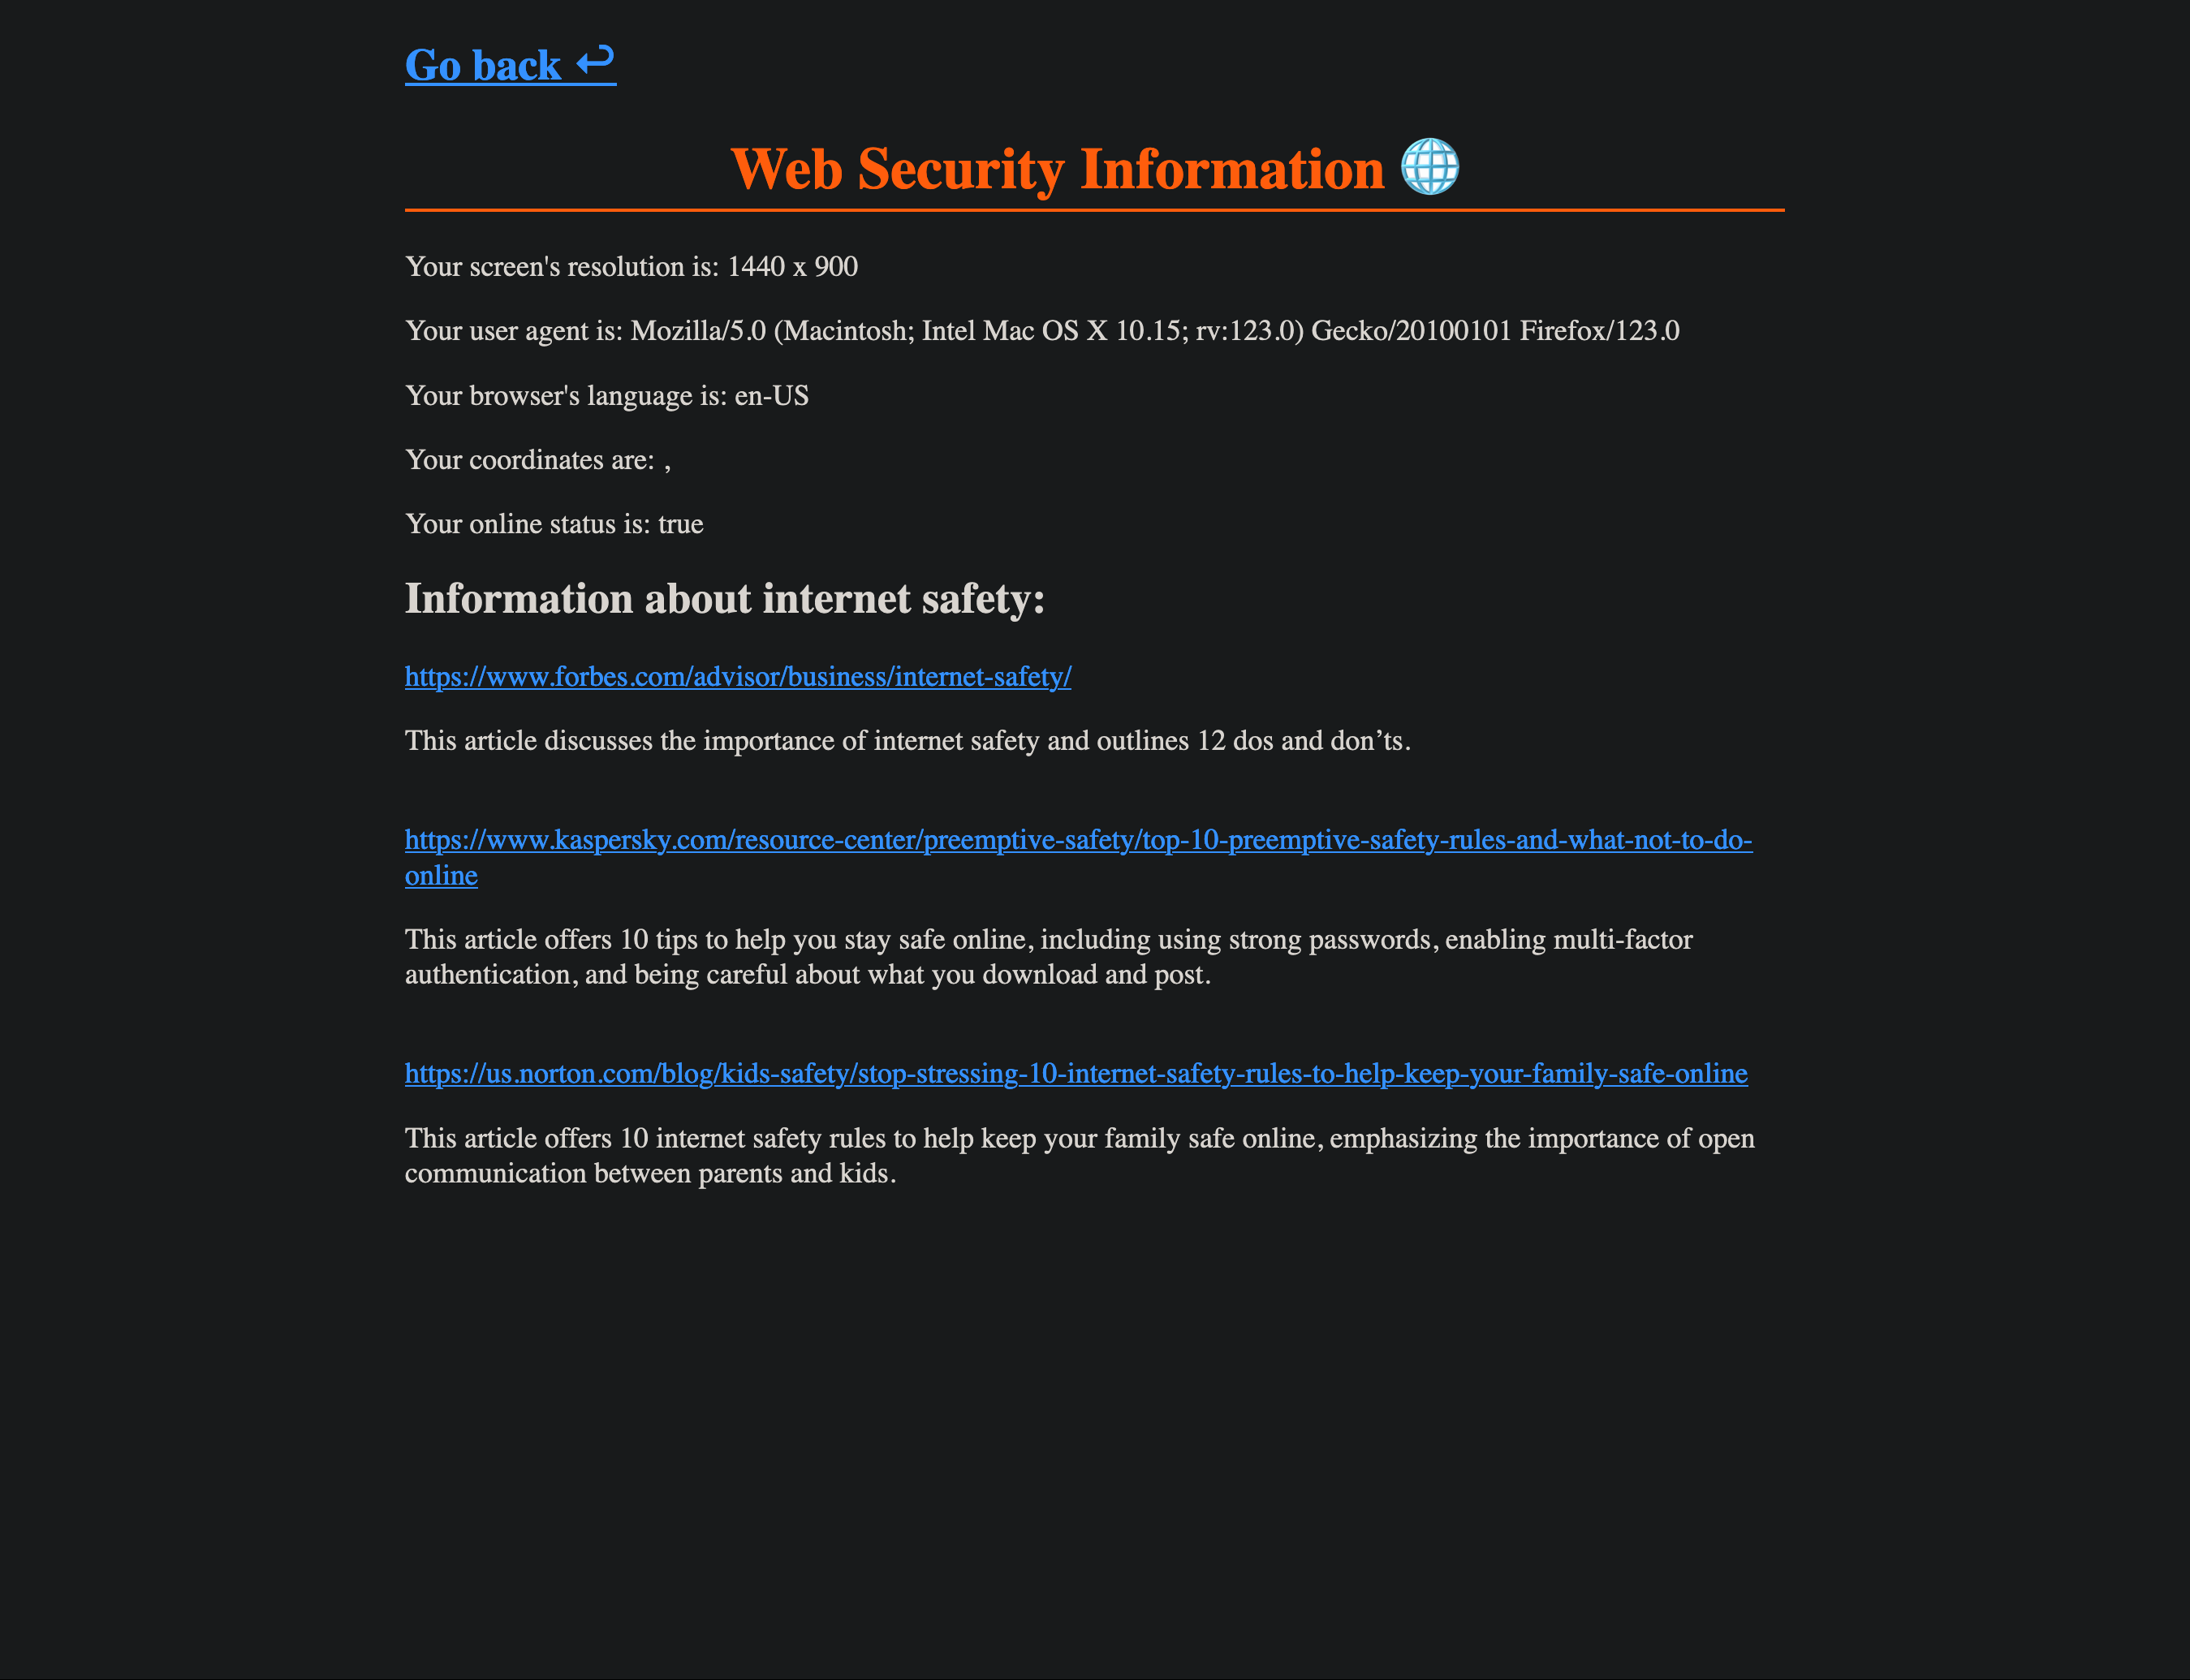 Go back ↩
Web Security Information 🌐
Your screen's resolution is: 1440 x 900
Your user agent is: Mozilla/5.0 (Macintosh; Intel Mac OS X 10.15; rv:123.0) Gecko/20100101 Firefox/123.0
Your browser's language is: en-US
Your coordinates are: ,
Your online status is: true
Information about internet safety:
https://www.forbes.com/advisor/business/internet-safety/
This article discusses the importance of internet safety and outlines 12 dos and don’ts.
https://www.kaspersky.com/resource-center/preemptive-safety/top-10-preemptive-safety-rules-and-what-not-to-do-
online
This article offers 10 tips to help you stay safe online, including using strong passwords, enabling multi-factor
authentication, and being careful about what you download and post.
https://us.norton.com/blog/kids-safety/stop-stressing-10-internet-safety-rules-to-help-keep-your-family-safe-online
This article offers 10 internet safety rules to help keep your family safe online, emphasizing the importance of open
communication between parents and kids.